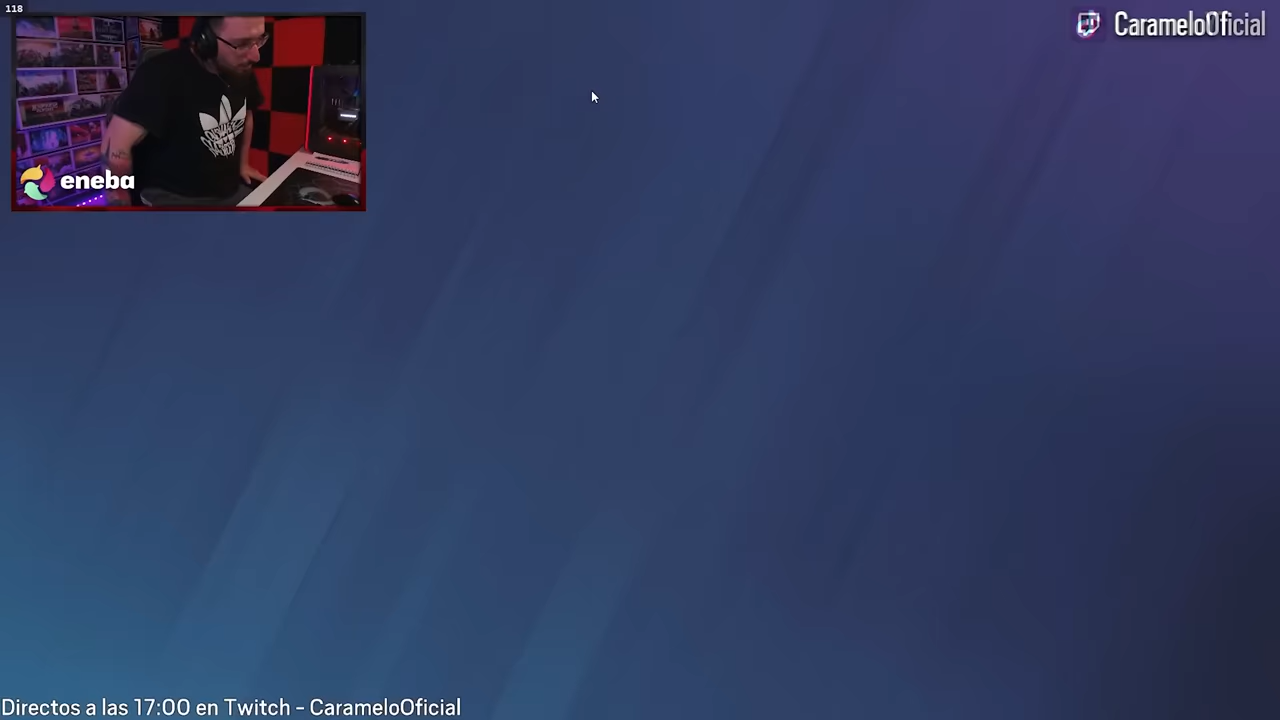 118
CarameloOficial
eneba
Directos a las 17:00 en Twitch - CarameloOficial